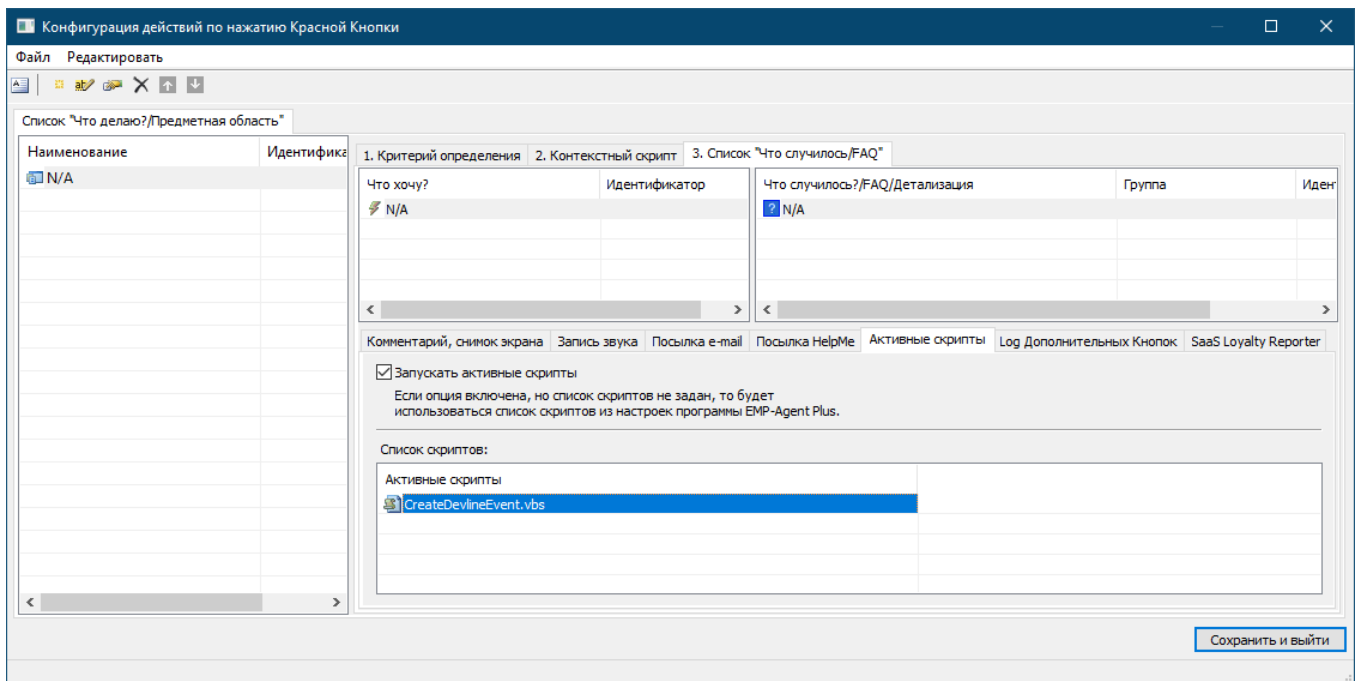 Конфигурация действий по нажатию Красной Кнопки
Файл Редактировать
Список "Что делаю?/Предметная область"
Наименование Идентифика
N/A
1. Критерий определения 2. Контекстный скрипт 3. Список "Что случилось/FAQ"
Что хочу? Идентификатор
N/A
Что случилось?/FAQ/Детализация Группа Иден
N/A
Комментарий, снимок экрана Запись звука Посылка e-mail Посылка HelpMe Активные скрипты Log Дополнительных Кнопок SaaS Loyalty Reporter
Запускать активные скрипты
Если опция включена, но список скриптов не задан, то будет
использоваться список скриптов из настроек программы EMP-Agent Plus.
Список скриптов:
Активные скрипты
CreateDevlineEvent.vbs
Сохранить и выйти